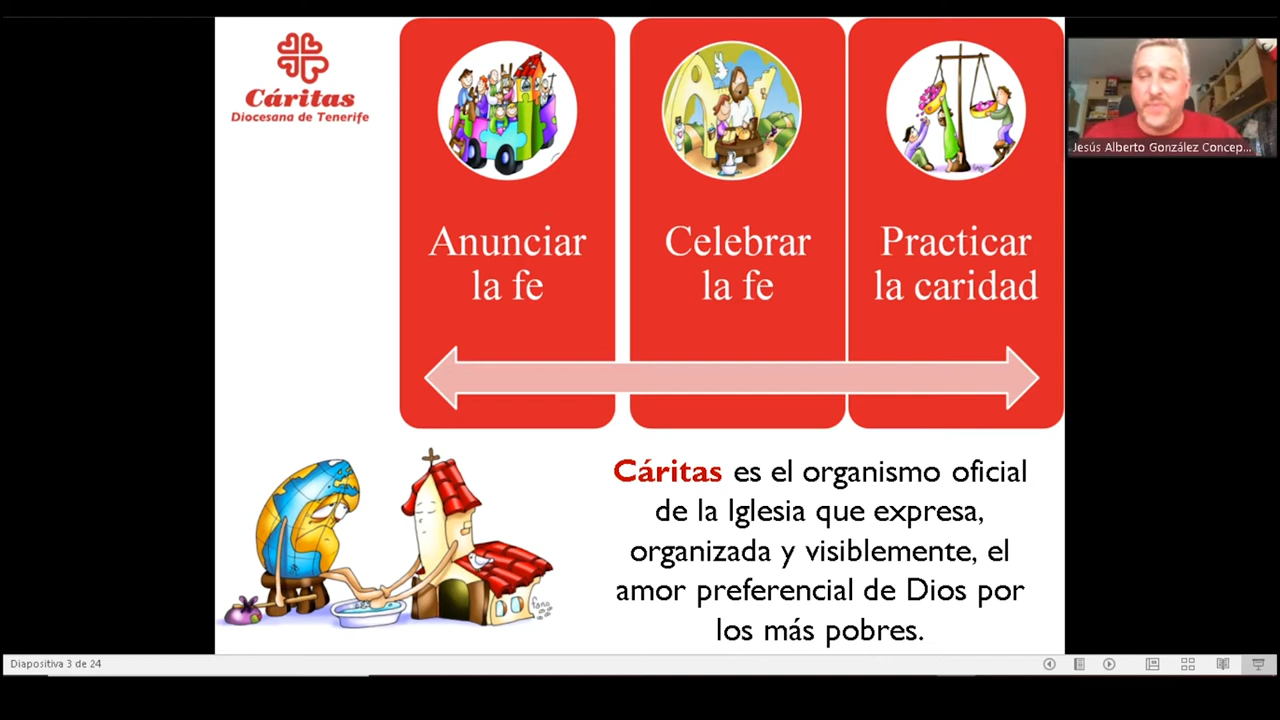 Cáritas
Diocesana de Tenerife
Anunciar
la fe
Celebrar
la fe
Practicar
la caridad
Jesús Alberto González Concep...
Cáritas es el organismo oficial
de la Iglesia que expresa,
organizada y visiblemente, el
amor preferencial de Dios por
los más pobres.
fano
Diapositiva 3 de 24